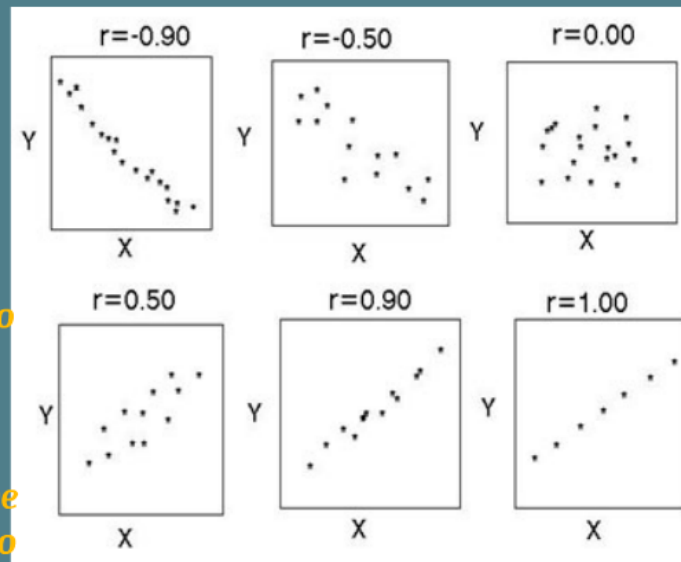 r=-0.90 r=-0.50 r=0.00
Y Y Y
X X X
o
r=0.50 r=0.90 r=1.00
Y Y Y
e
X X X
o